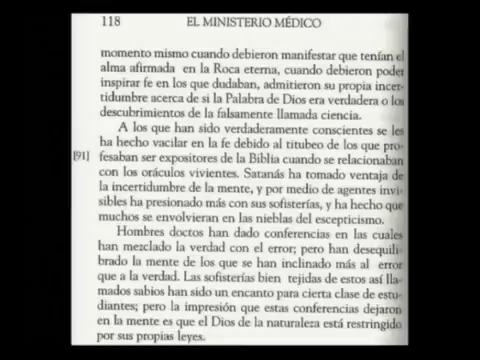 118 EL MINISTERIO MÉDICO
momento mismo cuando debieron manifestar que tenían el
alma afirmada en la Roca eterna, cuando debieron poder
inspirar fe en los que dudaban, admitieron su propia incer-
tidumbre acerca de si la Palabra de Dios era verdadera o los
descubrimientos de la falsamente llamada ciencia.
A los que han sido verdaderamente conscientes se les
ha hecho vacilar en la fe debido al titubeo de los que pro-
[91] fesaban ser expositores de la Biblia cuando se relacionaban
con los oráculos vivientes. Satanás ha tomado ventaja de
la incertidumbre de la mente, y por medio de agentes invi-
sibles ha presionado más con sus sofisterías, y ha hecho que
muchos se envolvieran en las nieblas del escepticismo.
Hombres doctos han dado conferencias en las cuales
han mezclado la verdad con el error; pero han desequili-
brado la mente de los que se han inclinado más al error
que a la verdad. Las sofisterías bien tejidas de estos así lla-
mados sabios han sido un encanto para cierta clase de estu-
diantes; pero la impresión que estas conferencias dejaron
en la mente es que el Dios de la naturaleza está restringido
por sus propias leyes.